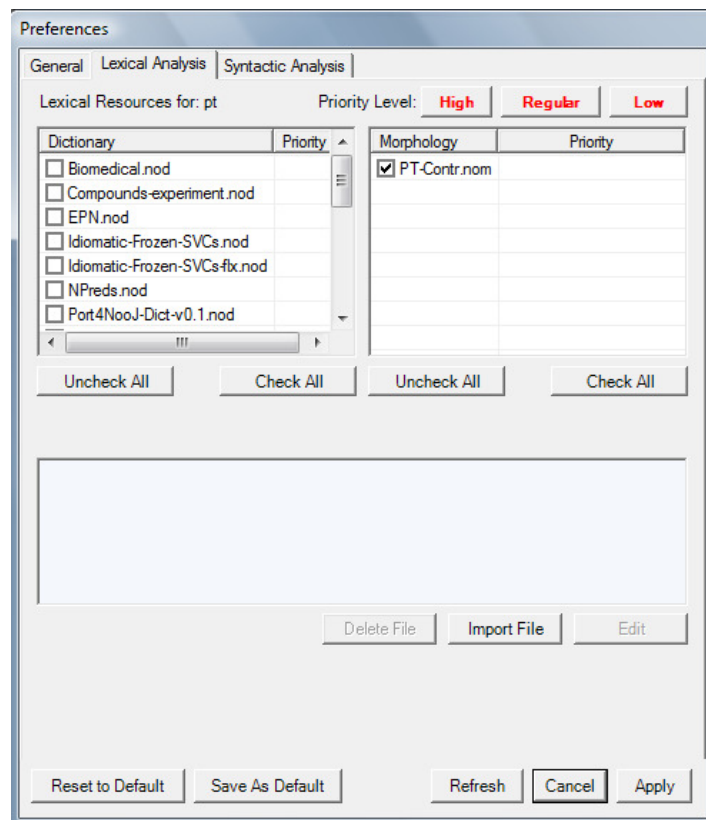 Preferences
General Lexical Analysis Syntactic Analysis
Lexical Resources for: pt Priority Level: High Regular Low
Dictionary Priority Morphology Priority
Biomedical.nod PT-Contr.nom
Compounds-experiment.nod
EPN.nod
Idiomatic-Frozen-SVCs.nod
Idiomatic-Frozen-SVCs-flx.nod
NPreds.nod
Port4NooJ-Dict-v0.1.nod
Uncheck All Check All Uncheck All Check All
Delete File Import File Edit
Reset to Default Save As Default Refresh Cancel Apply